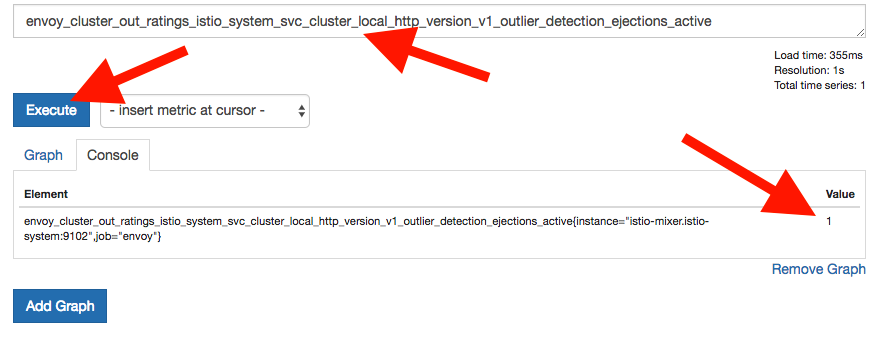 envoy_cluster_out_ratings_istio_system_svc_cluster_local_http_version_v1_outlier_detection_ejections_active
Load time: 355ms
Resolution: 1s
Total time series: 1
Execute
- insert metric at cursor -
Graph
Console
Element
Value
envoy_cluster_out_ratings_istio_system_svc_cluster_local_http_version_v1_outlier_detection_ejections_active{instance="istio-mixer.istio-
system:9102",job="envoy"}
1
Remove Graph
Add Graph